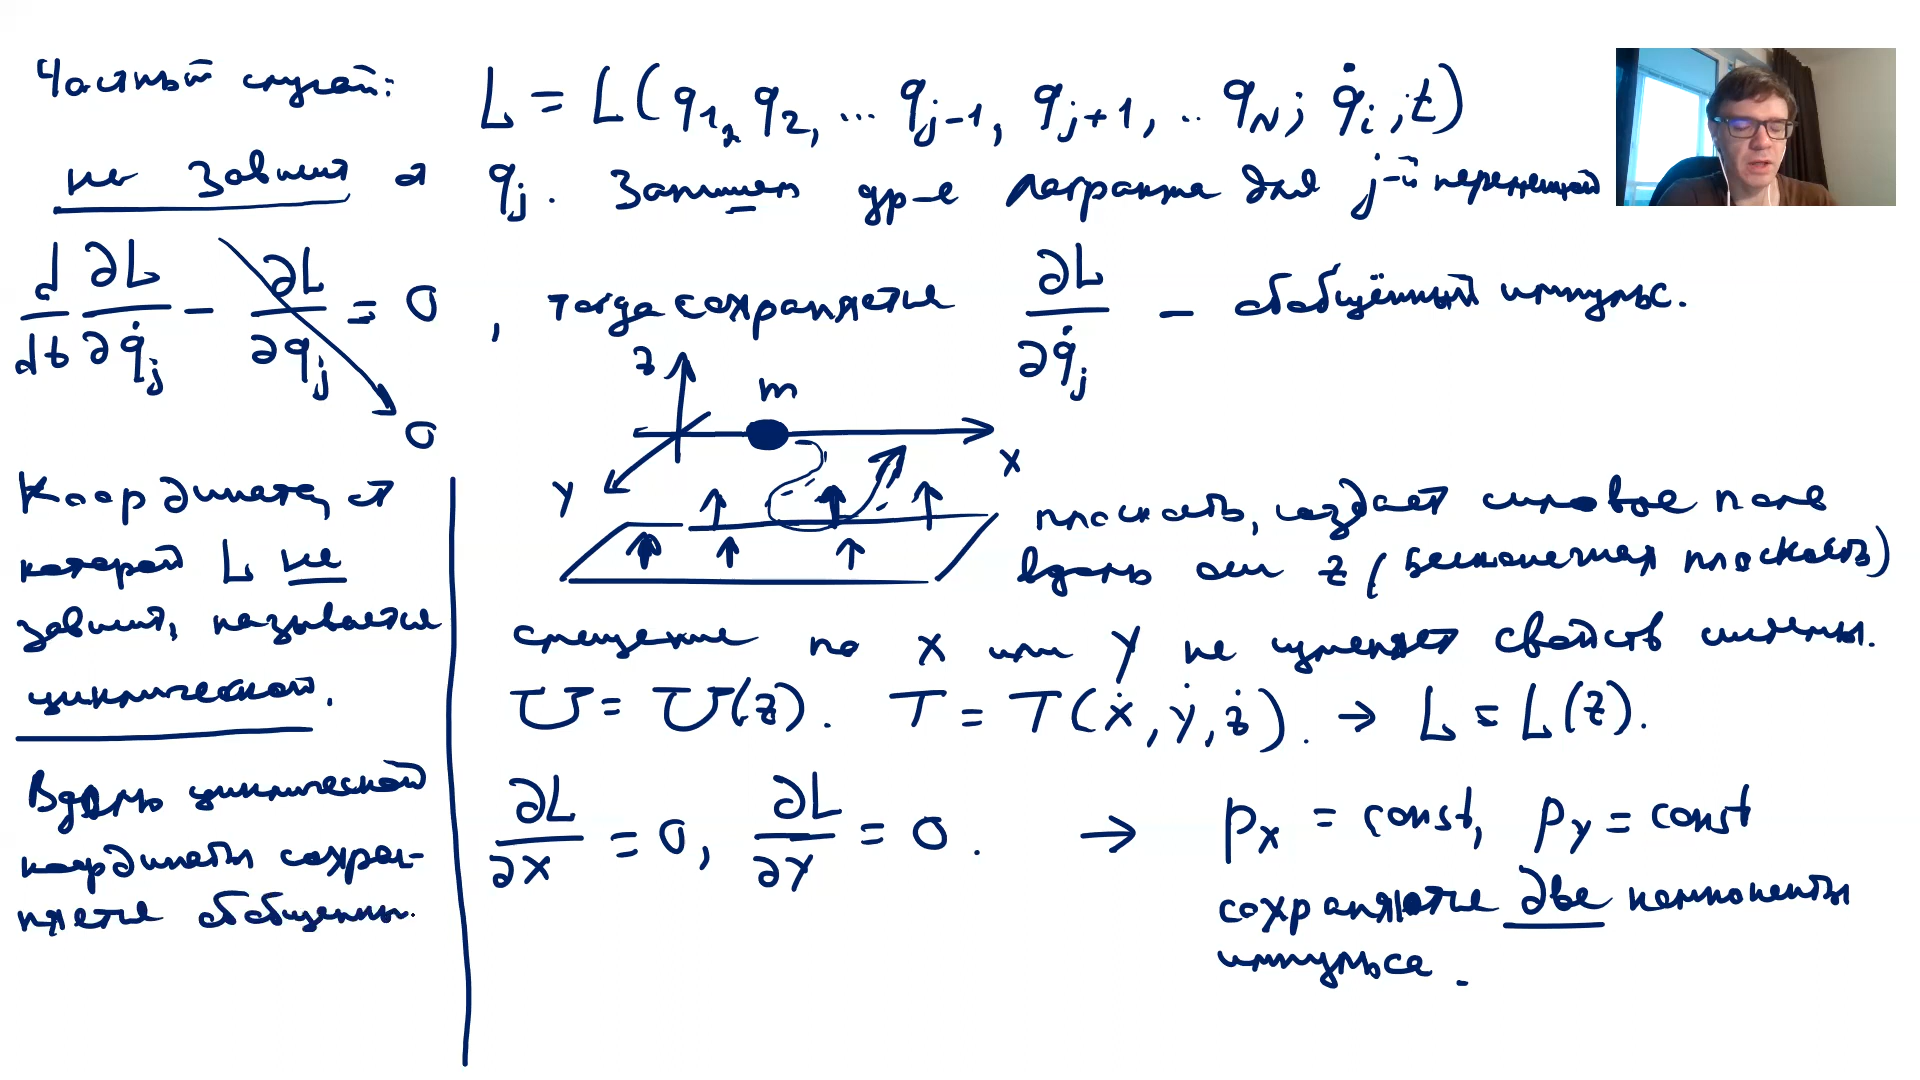 Частный случай: L = L(q₁, q₂, ... q_{j-1}, q_{j+1}, .. q_N; q̇_i, t)
не зависит от q_j. Запишем ур-е Лагранжа для j-й переменной
d/dt ∂L/∂q̇_j − ∂L/∂q_j = 0, тогда сохраняется ∂L/∂q̇_j – обобщённый импульс.
0
z
m
x
y
Координата, от
которой L не
зависит, называется
циклической.
Вдоль циклической
координаты сохра-
няется обобщенный
плоскость, создаёт силовое поле
вдоль оси z (бесконечная плоскость)
смещение по x или y не изменяет свойств системы.
U = U(z). T = T(ẋ, ẏ, ż). → L = L(z).
∂L/∂x = 0, ∂L/∂y = 0. → p_x = const, p_y = const
сохраняются две компоненты
импульса.